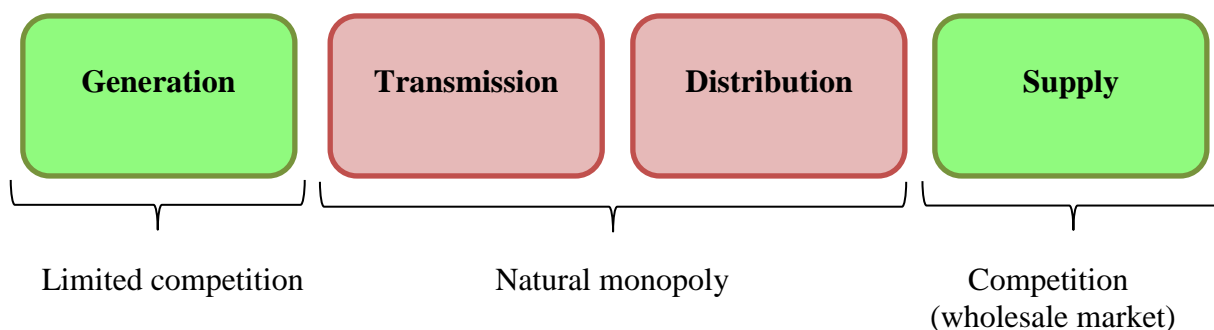 Generation
Transmission
Distribution
Supply
Limited competition
Natural monopoly
Competition
(wholesale market)